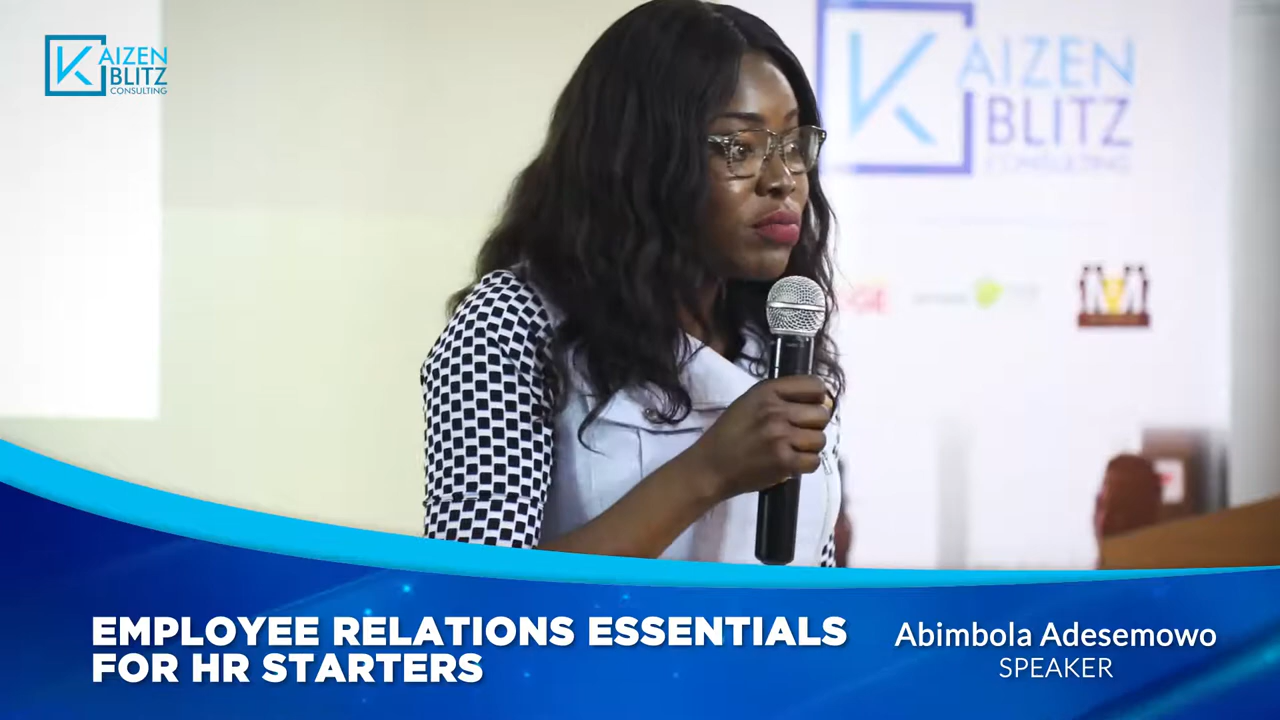 KAIZEN
BLITZ
CONSULTING
KAIZEN
BLITZ
CONSULTING
EMPLOYEE RELATIONS ESSENTIALS
FOR HR STARTERS
Abimbola Adesemowo
SPEAKER